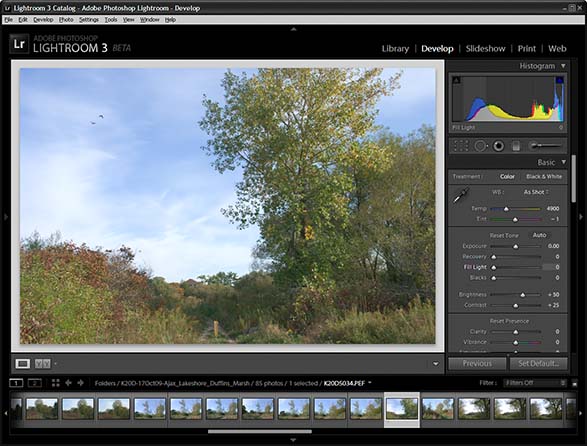 Lightroom 3 Catalog - Adobe Photoshop Lightroom - Develop
File Edit Develop Photo Settings Tools View Window Help
Lr ADOBE PHOTOSHOP
LIGHTROOM 3 BETA
Library | Develop | Slideshow | Print | Web
Histogram
Fill Light 0
Basic
Treatment : Color Black & White
WB : As Shot
Temp 4900
Tint - 1
Reset Tone Auto
Exposure 0.00
Recovery 0
Fill Light 0
Blacks 0
Brightness + 50
Contrast + 25
Reset Presence
Clarity 0
Vibrance 0
Previous Set Default...
1 2 Folders / K20D-17Oct09-Ajax_Lakeshore_Duffins_Marsh / 85 photos / 1 selected / K20D5034.PEF
Filter : Filters Off